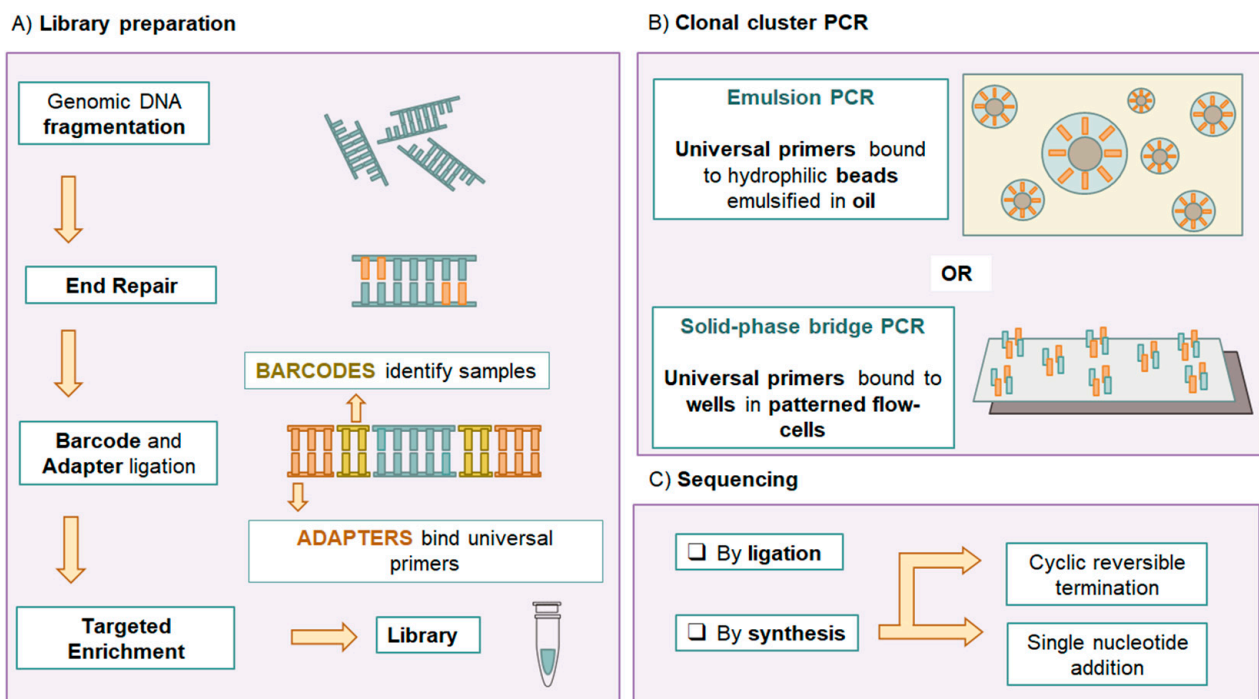 A) Library preparation
Genomic DNA
fragmentation
End Repair
BARCODES identify samples
Barcode and
Adapter ligation
ADAPTERS bind universal
primers
Targeted
Enrichment
Library
B) Clonal cluster PCR
Emulsion PCR
Universal primers bound
to hydrophilic beads
emulsified in oil
OR
Solid-phase bridge PCR
Universal primers bound to
wells in patterned flow-
cells
C) Sequencing
❑ By ligation
❑ By synthesis
Cyclic reversible
termination
Single nucleotide
addition